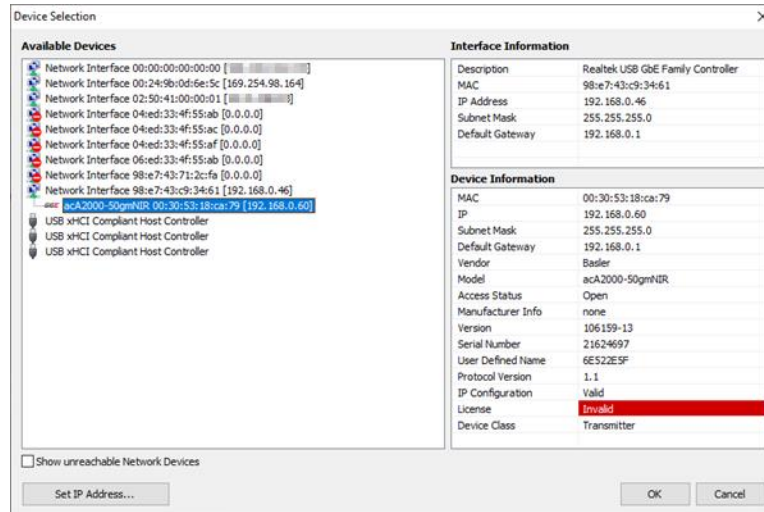 Device Selection
Available Devices
Network Interface 00:00:00:00:00:00 [
Network Interface 00:24:9b:0d:6e:5c [169.254.98.164]
Network Interface 02:50:41:00:00:01 [
Network Interface 04:ed:33:4f:55:ab [0.0.0.0]
Network Interface 04:ed:33:4f:55:ac [0.0.0.0]
Network Interface 04:ed:33:4f:55:af [0.0.0.0]
Network Interface 06:ed:33:4f:55:ab [0.0.0.0]
Network Interface 98:e7:43:71:2c:fa [0.0.0.0]
Network Interface 98:e7:43:c9:34:61 [192.168.0.46]
acA2000-50gmNIR 00:30:53:18:ca:79 [192.168.0.60]
USB xHCI Compliant Host Controller
USB xHCI Compliant Host Controller
USB xHCI Compliant Host Controller
Show unreachable Network Devices
Set IP Address...
Interface Information
Description Realtek USB GbE Family Controller
MAC 98:e7:43:c9:34:61
IP Address 192.168.0.46
Subnet Mask 255.255.255.0
Default Gateway 192.168.0.1
Device Information
MAC 00:30:53:18:ca:79
IP 192.168.0.60
Subnet Mask 255.255.255.0
Default Gateway 192.168.0.1
Vendor Basler
Model acA2000-50gmNIR
Access Status Open
Manufacturer Info none
Version 106159-13
Serial Number 21624697
User Defined Name 6E522E5F
Protocol Version 1.1
IP Configuration Valid
License Invalid
Device Class Transmitter
OK Cancel